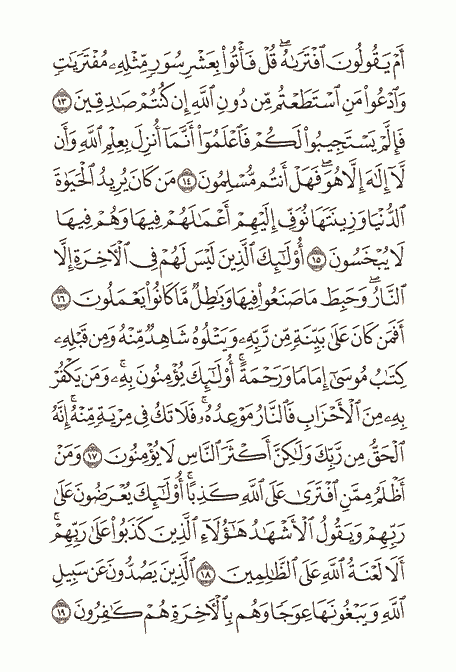 أَمْ يَقُولُونَ افْتَرَىٰهُ ۖ قُلْ فَأْتُوا۟ بِعَشْرِ سُوَرٍ مِّثْلِهِۦ مُفْتَرَيَٰتٍ
وَٱدْعُوا۟ مَنِ ٱسْتَطَعْتُم مِّن دُونِ ٱللَّهِ إِن كُنتُمْ صَٰدِقِينَ ١٣
فَإِلَّمْ يَسْتَجِيبُوا۟ لَكُمْ فَٱعْلَمُوٓا۟ أَنَّمَآ أُنزِلَ بِعِلْمِ ٱللَّهِ وَأَن
لَّآ إِلَٰهَ إِلَّا هُوَ ۖ فَهَلْ أَنتُم مُّسْلِمُونَ ١٤ مَن كَانَ يُرِيدُ ٱلْحَيَوٰةَ
ٱلدُّنْيَا وَزِينَتَهَا نُوَفِّ إِلَيْهِمْ أَعْمَٰلَهُمْ فِيهَا وَهُمْ فِيهَا
لَا يُبْخَسُونَ ١٥ أُو۟لَٰٓئِكَ ٱلَّذِينَ لَيْسَ لَهُمْ فِى ٱلْءَاخِرَةِ إِلَّا
ٱلنَّارُ ۖ وَحَبِطَ مَا صَنَعُوا۟ فِيهَا وَبَٰطِلٌ مَّا كَانُوا۟ يَعْمَلُونَ ١٦
أَفَمَن كَانَ عَلَىٰ بَيِّنَةٍ مِّن رَّبِّهِۦ وَيَتْلُوهُ شَاهِدٌ مِّنْهُ وَمِن قَبْلِهِۦ
كِتَٰبُ مُوسَىٰٓ إِمَامًا وَرَحْمَةً ۚ أُو۟لَٰٓئِكَ يُؤْمِنُونَ بِهِۦ ۚ وَمَن يَكْفُرْ
بِهِۦ مِنَ ٱلْأَحْزَابِ فَٱلنَّارُ مَوْعِدُهُۥ ۚ فَلَا تَكُ فِى مِرْيَةٍ مِّنْهُ ۚ إِنَّهُ
ٱلْحَقُّ مِن رَّبِّكَ وَلَٰكِنَّ أَكْثَرَ ٱلنَّاسِ لَا يُؤْمِنُونَ ١٧ وَمَنْ
أَظْلَمُ مِمَّنِ ٱفْتَرَىٰ عَلَى ٱللَّهِ كَذِبًا ۚ أُو۟لَٰٓئِكَ يُعْرَضُونَ عَلَىٰ
رَبِّهِمْ وَيَقُولُ ٱلْأَشْهَٰدُ هَٰٓؤُلَآءِ ٱلَّذِينَ كَذَبُوا۟ عَلَىٰ رَبِّهِمْ ۚ
أَلَا لَعْنَةُ ٱللَّهِ عَلَى ٱلظَّٰلِمِينَ ١٨ ٱلَّذِينَ يَصُدُّونَ عَن سَبِيلِ
ٱللَّهِ وَيَبْغُونَهَا عِوَجًا وَهُم بِٱلْءَاخِرَةِ هُمْ كَٰفِرُونَ ١٩